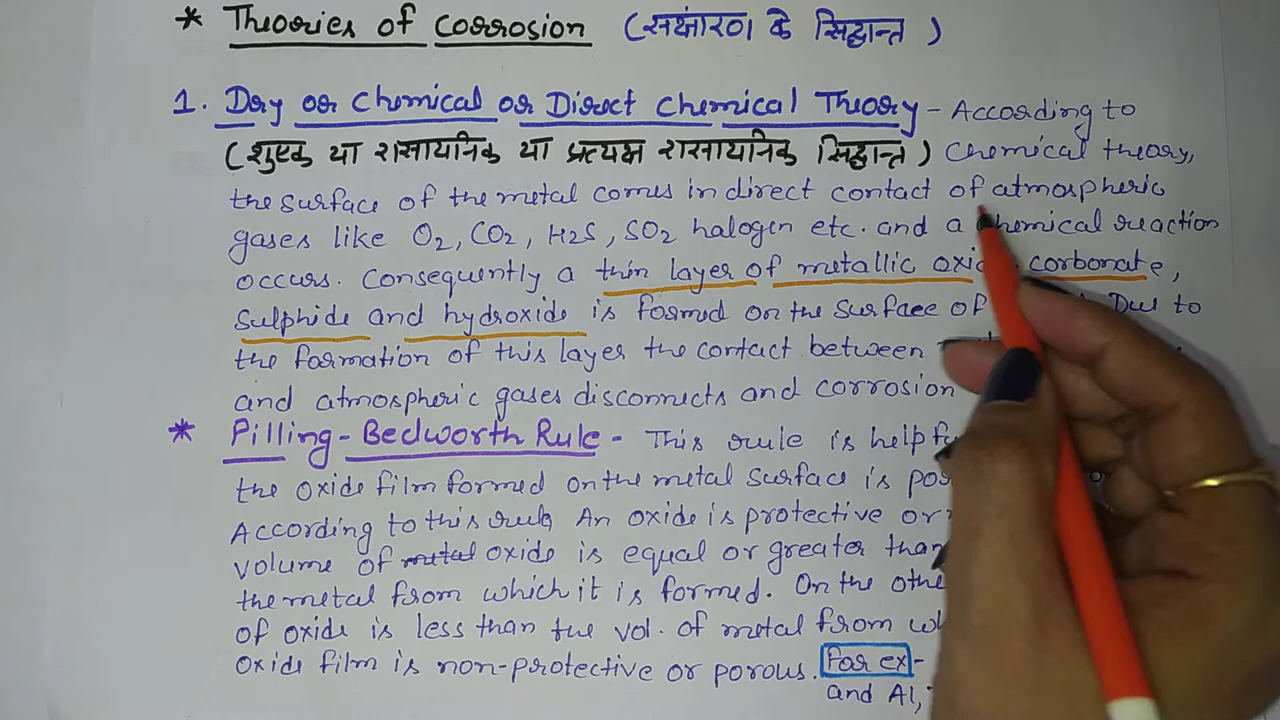 * Theories of Corrosion (संक्षारण के सिद्धान्त )
1. Dry or Chemical or Direct Chemical Theory - According to
(शुष्क या रासायनिक या प्रत्यक्ष रासायनिक सिद्धान्त) Chemical theory,
the surface of the metal comes in direct contact of atmospheric
gases like O2, CO2, H2S, SO2 halogen etc. and a chemical reaction
occurs. Consequently a thin layer of metallic corbonate,
Sulphide and hydroxide is formed on the surface of Due to
the formation of this layer the contact between
and atmospheric gases disconnects and corrosion
* Pilling-Bedworth Rule - This rule is
the oxide film formed on the metal surface is
According to this rule, An oxide is protective or
volume of oxide is equal or greater than
the metal from which it is formed. On the
of oxide is less than the vol. of metal from
oxide film is non-protective or porous. For ex-
and Al,